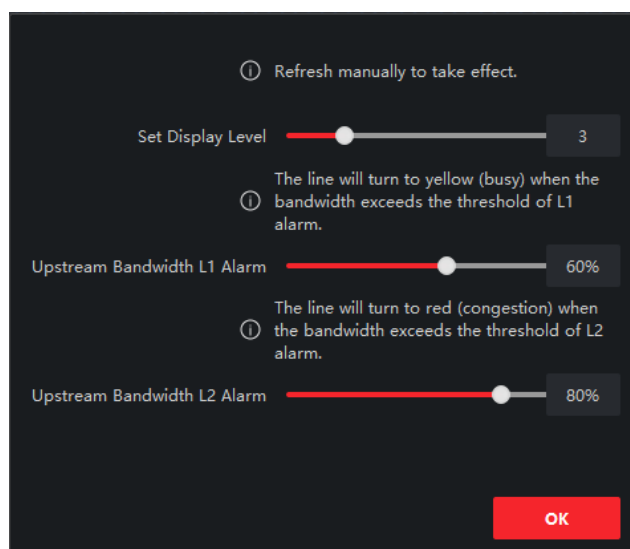 Refresh manually to take effect.
Set Display Level 3
The line will turn to yellow (busy) when the
bandwidth exceeds the threshold of L1
alarm.
Upstream Bandwidth L1 Alarm 60%
The line will turn to red (congestion) when
the bandwidth exceeds the threshold of L2
alarm.
Upstream Bandwidth L2 Alarm 80%
OK